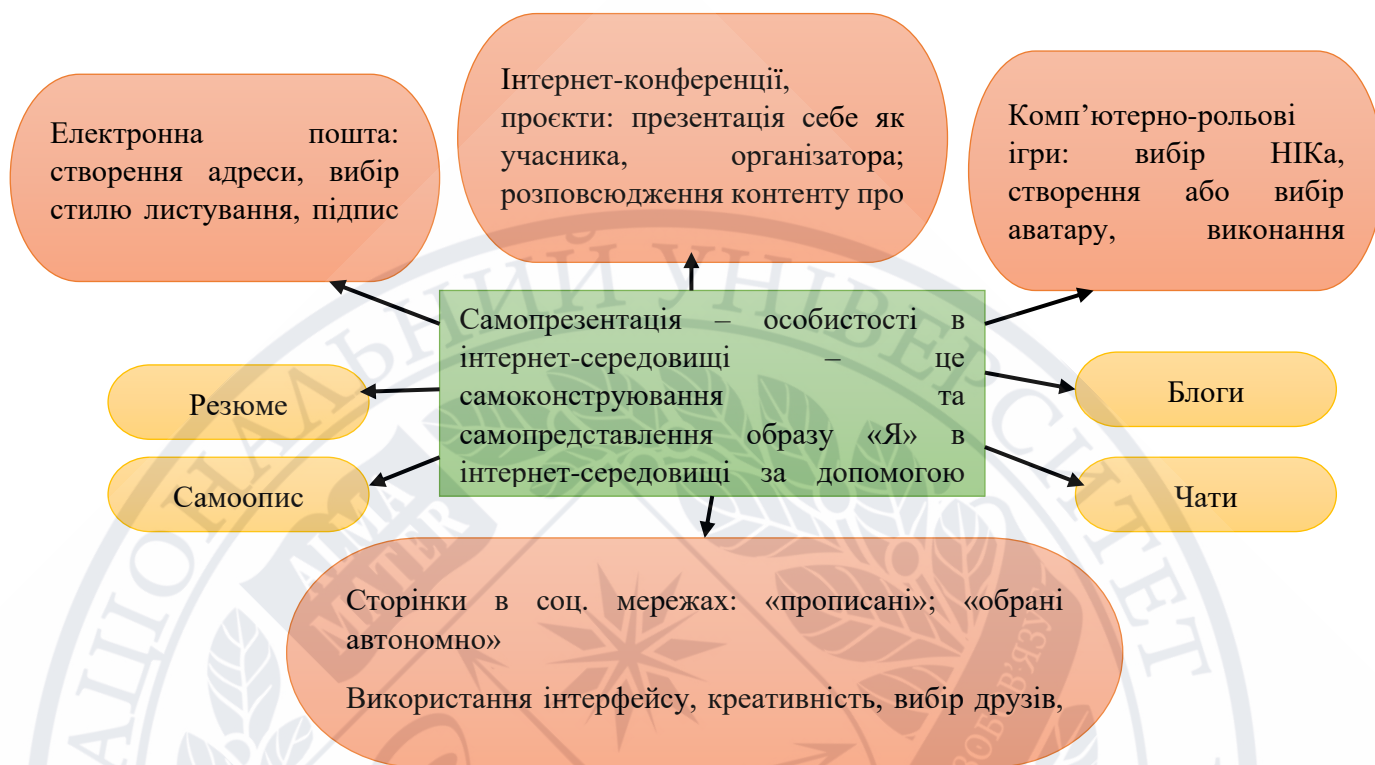 Інтернет-конференції,
проєкти: презентація себе як
учасника, організатора;
розповсюдження контенту про
Електронна пошта:
створення адреси, вибір
стилю листування, підпис
Комп’ютерно-рольові
ігри: вибір НІКа,
створення або вибір
аватару, виконання
Самопрезентація – особистості в
інтернет-середовищі – це
самоконструювання та
самопредставлення образу «Я» в
інтернет-середовищі за допомогою
Резюме
Самоопис
Блоги
Чати
Сторінки в соц. мережах: «прописані»; «обрані
автономно»
Використання інтерфейсу, креативність, вибір друзів,
ALMA
MATER